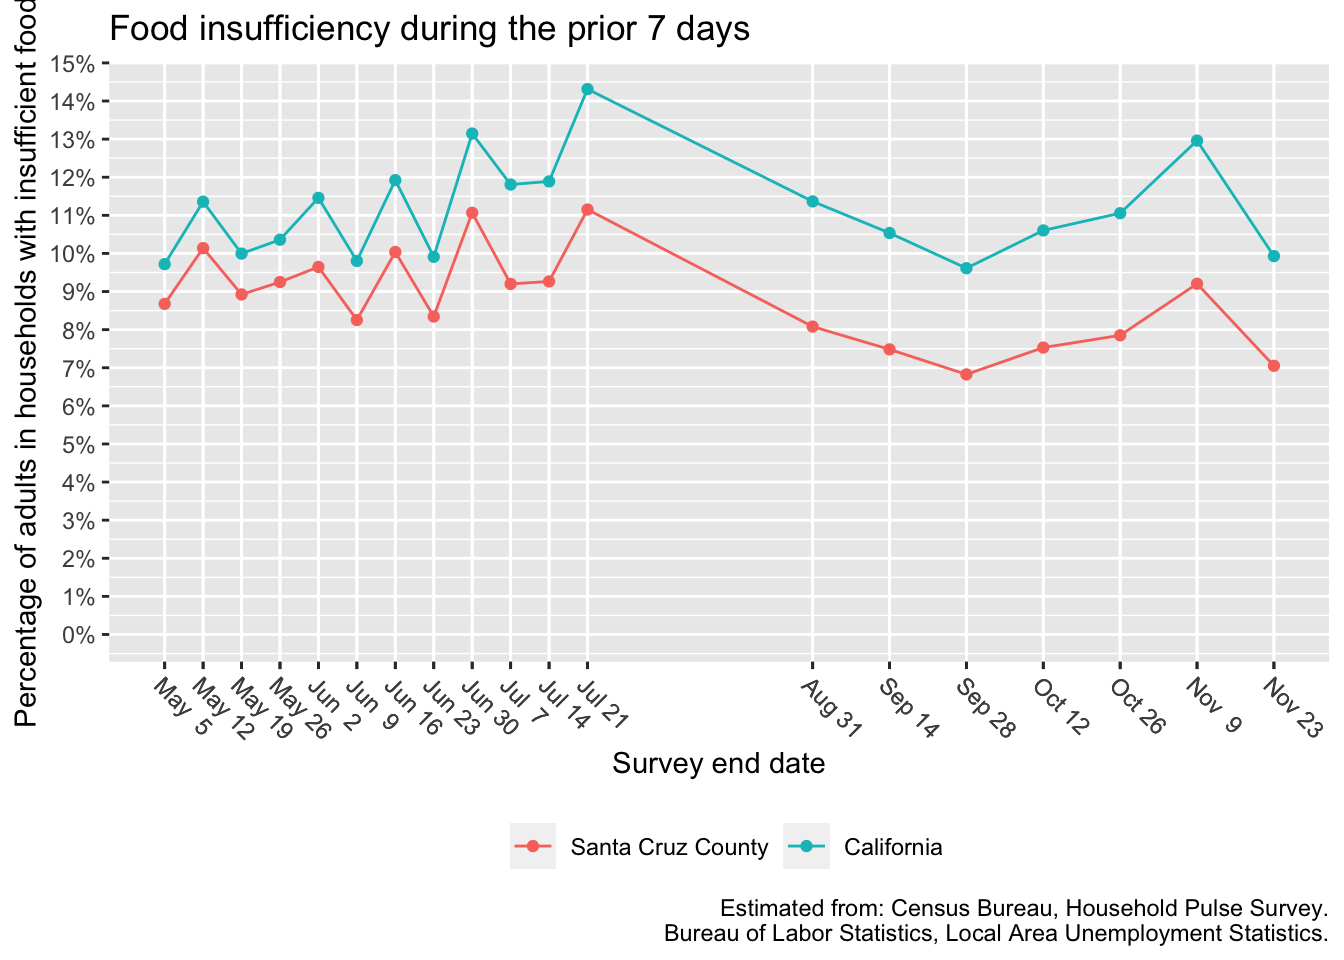 Food insufficiency during the prior 7 days
Percentage of adults in households with insufficient food
15%
14%
13%
12%
11%
10%
9%
8%
7%
6%
5%
4%
3%
2%
1%
0%
May 5
May 12
May 19
May 26
Jun 2
Jun 9
Jun 16
Jun 23
Jun 30
Jul 7
Jul 14
Jul 21
Aug 31
Sep 14
Sep 28
Oct 12
Oct 26
Nov 9
Nov 23
Survey end date
Santa Cruz County
California
Estimated from: Census Bureau, Household Pulse Survey.
Bureau of Labor Statistics, Local Area Unemployment Statistics.